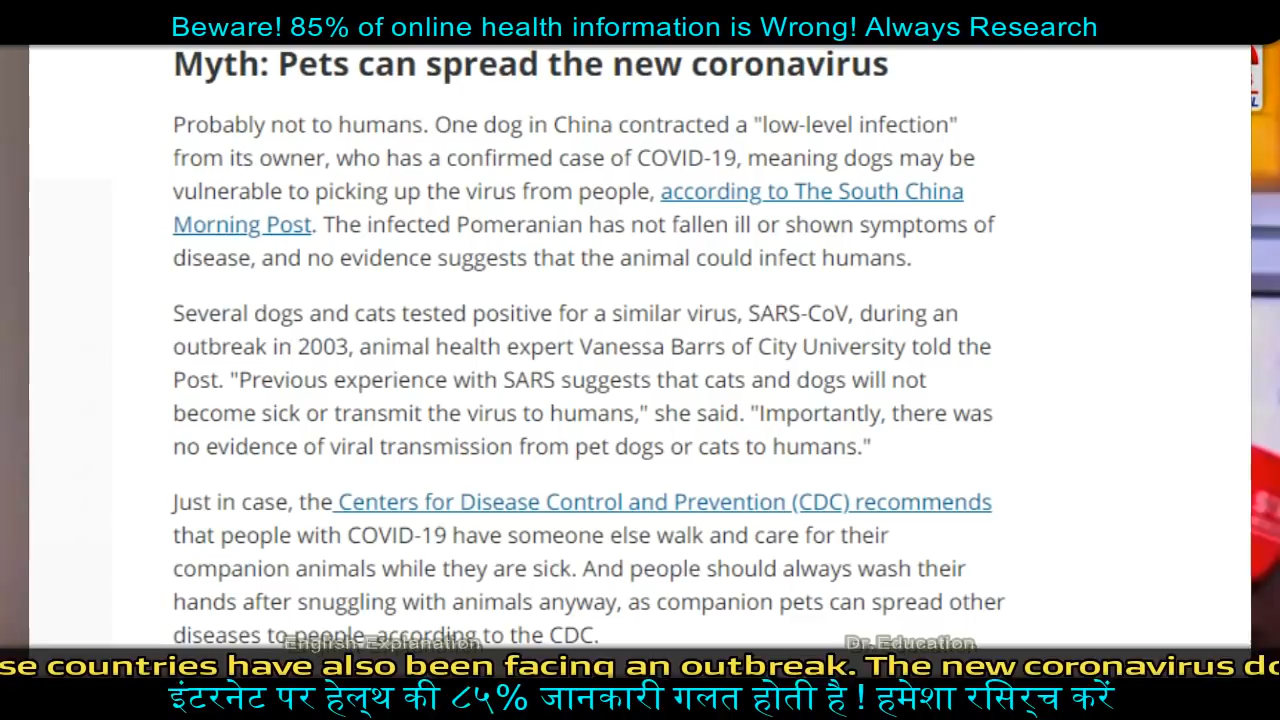 Beware! 85% of online health information is Wrong! Always Research
Myth: Pets can spread the new coronavirus
Probably not to humans. One dog in China contracted a "low-level infection"
from its owner, who has a confirmed case of COVID-19, meaning dogs may be
vulnerable to picking up the virus from people, according to The South China
Morning Post. The infected Pomeranian has not fallen ill or shown symptoms of
disease, and no evidence suggests that the animal could infect humans.
Several dogs and cats tested positive for a similar virus, SARS-CoV, during an
outbreak in 2003, animal health expert Vanessa Barrs of City University told the
Post. "Previous experience with SARS suggests that cats and dogs will not
become sick or transmit the virus to humans," she said. "Importantly, there was
no evidence of viral transmission from pet dogs or cats to humans."
Just in case, the Centers for Disease Control and Prevention (CDC) recommends
that people with COVID-19 have someone else walk and care for their
companion animals while they are sick. And people should always wash their
hands after snuggling with animals anyway, as companion pets can spread other
diseases to people, according to the CDC.
English Explanation Dr.Education
se countries have also been facing an outbreak. The new coronavirus do
इंटरनेट पर हेल्थ की ८५% जानकारी गलत होती है ! हमेशा रिसर्च करें